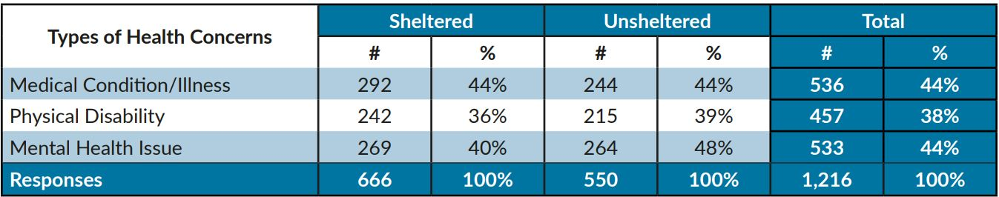 Types of Health Concerns Sheltered Unsheltered Total
# % # % # %
Medical Condition/Illness 292 44% 244 44% 536 44%
Physical Disability 242 36% 215 39% 457 38%
Mental Health Issue 269 40% 264 48% 533 44%
Responses 666 100% 550 100% 1,216 100%